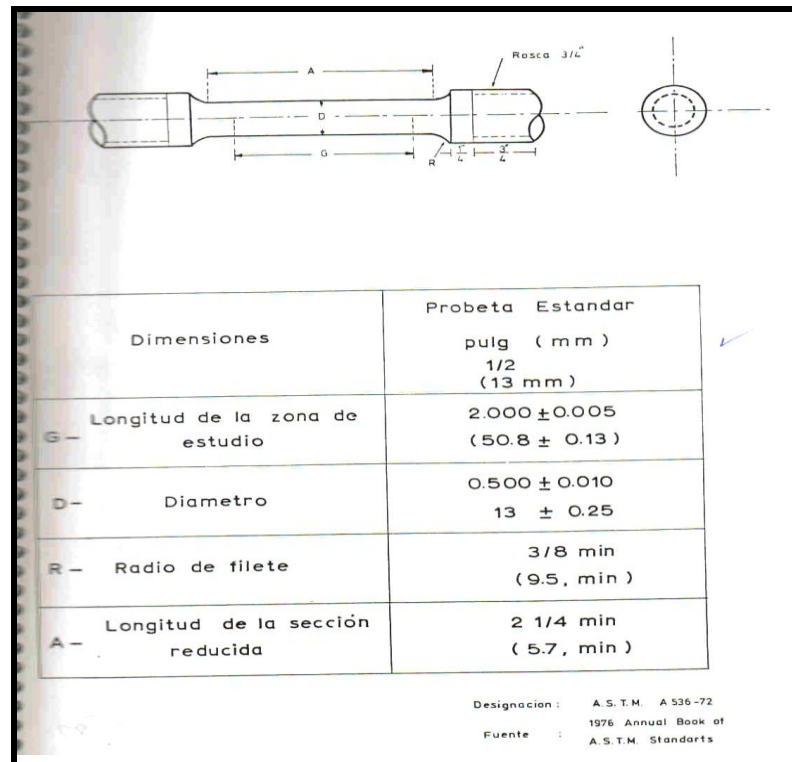 A
Rosca 3/4"
D
G
R
1"/4
3"/4
Dimensiones
Probeta Estandar
pulg (mm)
1/2
(13 mm)
G- Longitud de la zona de
estudio
2.000 ±0.005
(50.8 ± 0.13)
D- Diametro
0.500 ± 0.010
13 ± 0.25
R- Radio de filete
3/8 min
(9.5, min)
A- Longitud de la sección
reducida
2 1/4 min
(5.7, min)
Designacion : A.S.T.M. A 536-72
Fuente : 1976 Annual Book of
A.S.T.M. Standarts